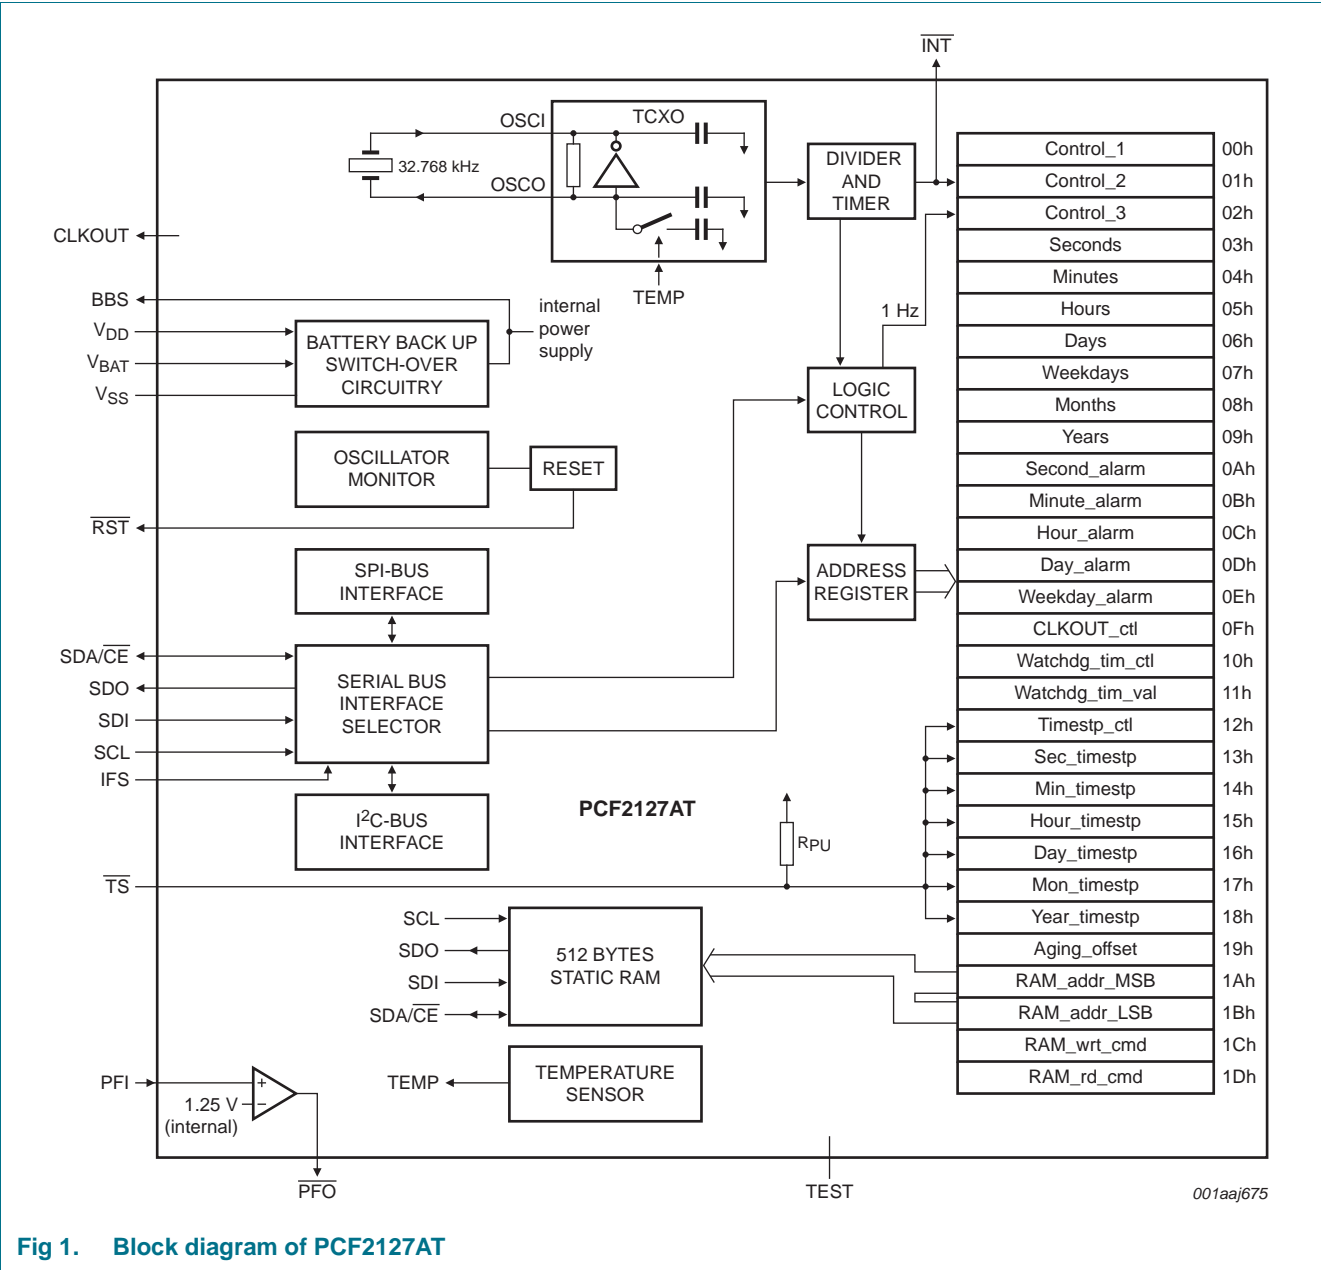 INT
OSCI
TCXO
32.768 kHz
OSCO
TEMP
DIVIDER
AND
TIMER
CLKOUT
BBS
VDD
VBAT
VSS
BATTERY BACK UP
SWITCH-OVER
CIRCUITRY
internal
power
supply
1 Hz
LOGIC
CONTROL
OSCILLATOR
MONITOR
RESET
RST
SPI-BUS
INTERFACE
ADDRESS
REGISTER
SDA/CE
SDO
SDI
SCL
IFS
SERIAL BUS
INTERFACE
SELECTOR
I2C-BUS
INTERFACE
PCF2127AT
RPU
TS
SCL
SDO
SDI
SDA/CE
512 BYTES
STATIC RAM
TEMP
TEMPERATURE
SENSOR
PFI
+
−
1.25 V
(internal)
PFO
TEST
Control_1 00h
Control_2 01h
Control_3 02h
Seconds 03h
Minutes 04h
Hours 05h
Days 06h
Weekdays 07h
Months 08h
Years 09h
Second_alarm 0Ah
Minute_alarm 0Bh
Hour_alarm 0Ch
Day_alarm 0Dh
Weekday_alarm 0Eh
CLKOUT_ctl 0Fh
Watchdg_tim_ctl 10h
Watchdg_tim_val 11h
Timestp_ctl 12h
Sec_timestp 13h
Min_timestp 14h
Hour_timestp 15h
Day_timestp 16h
Mon_timestp 17h
Year_timestp 18h
Aging_offset 19h
RAM_addr_MSB 1Ah
RAM_addr_LSB 1Bh
RAM_wrt_cmd 1Ch
RAM_rd_cmd 1Dh
001aaj675
Fig 1. Block diagram of PCF2127AT